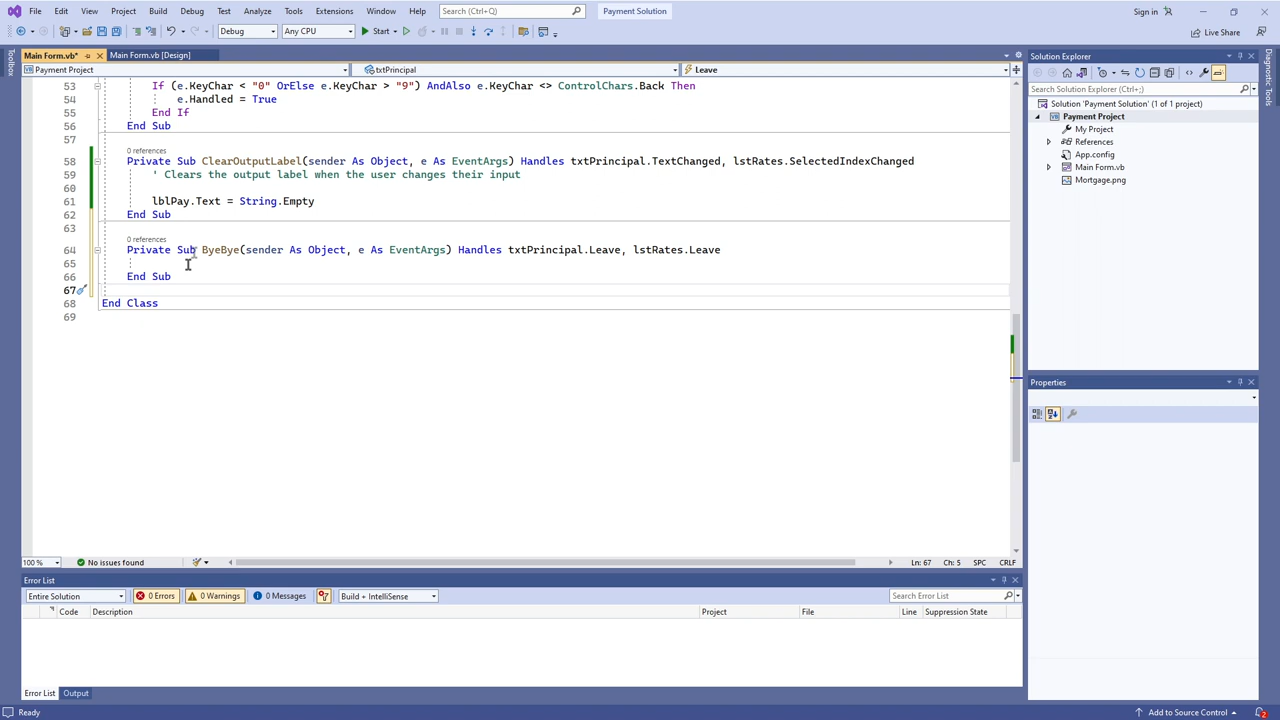 File Edit View Project Build Debug Test Analyze Tools Extensions Window Help Search (Ctrl+Q) Payment Solution Sign in
Debug Any CPU Start Live Share
Main Form.vb* Main Form.vb [Design]
Payment Project txtPrincipal Leave
53 If (e.KeyChar < "0" OrElse e.KeyChar > "9") AndAlso e.KeyChar <> ControlChars.Back Then
54 e.Handled = True
55 End If
56 End Sub
57
0 references
58 Private Sub ClearOutputLabel(sender As Object, e As EventArgs) Handles txtPrincipal.TextChanged, lstRates.SelectedIndexChanged
59 ' Clears the output label when the user changes their input
60
61 lblPay.Text = String.Empty
62 End Sub
63
0 references
64 Private Sub ByeBye(sender As Object, e As EventArgs) Handles txtPrincipal.Leave, lstRates.Leave
65
66 End Sub
67
68 End Class
69
100 % No issues found Ln: 67 Ch: 5 SPC CRLF
Error List
Entire Solution 0 Errors 0 Warnings 0 Messages Build + IntelliSense Search Error List
Code Description Project File Line Suppression State
Error List Output
Ready Add to Source Control 2
Toolbox
Solution Explorer
Search Solution Explorer (Ctrl+;)
Solution 'Payment Solution' (1 of 1 project)
Payment Project
My Project
References
App.config
Main Form.vb
Mortgage.png
Properties
Diagnostic Tools